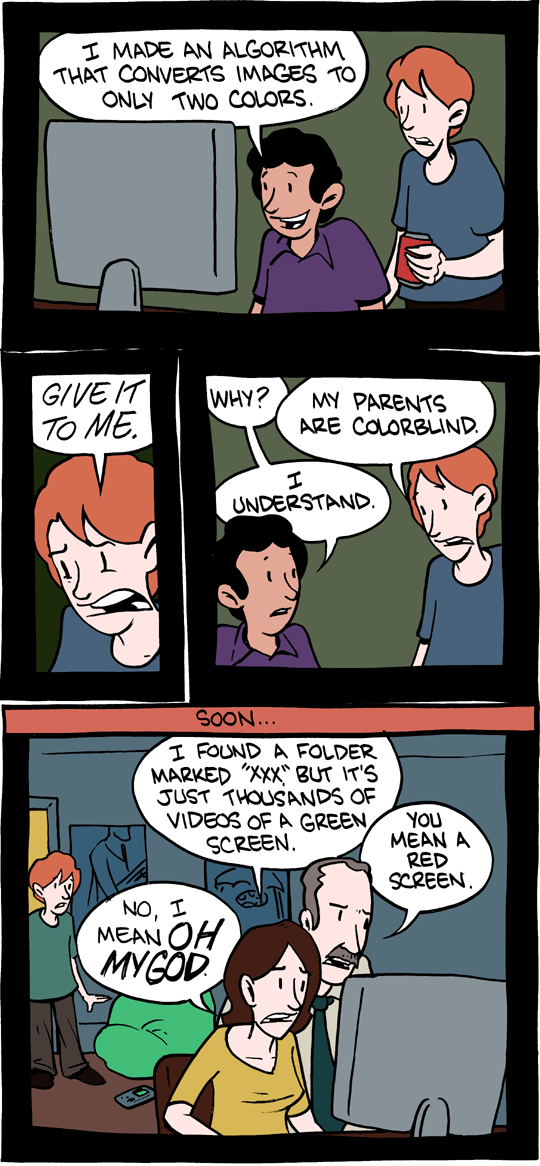 I MADE AN ALGORITHM
THAT CONVERTS IMAGES TO
ONLY TWO COLORS.
GIVE IT
TO ME.
WHY?
MY PARENTS
ARE COLORBLIND.
I
UNDERSTAND.
SOON...
I FOUND A FOLDER
MARKED "XXX," BUT IT'S
JUST THOUSANDS OF
VIDEOS OF A GREEN
SCREEN.
YOU
MEAN A
RED
SCREEN.
NO, I
MEAN OH
MY GOD.